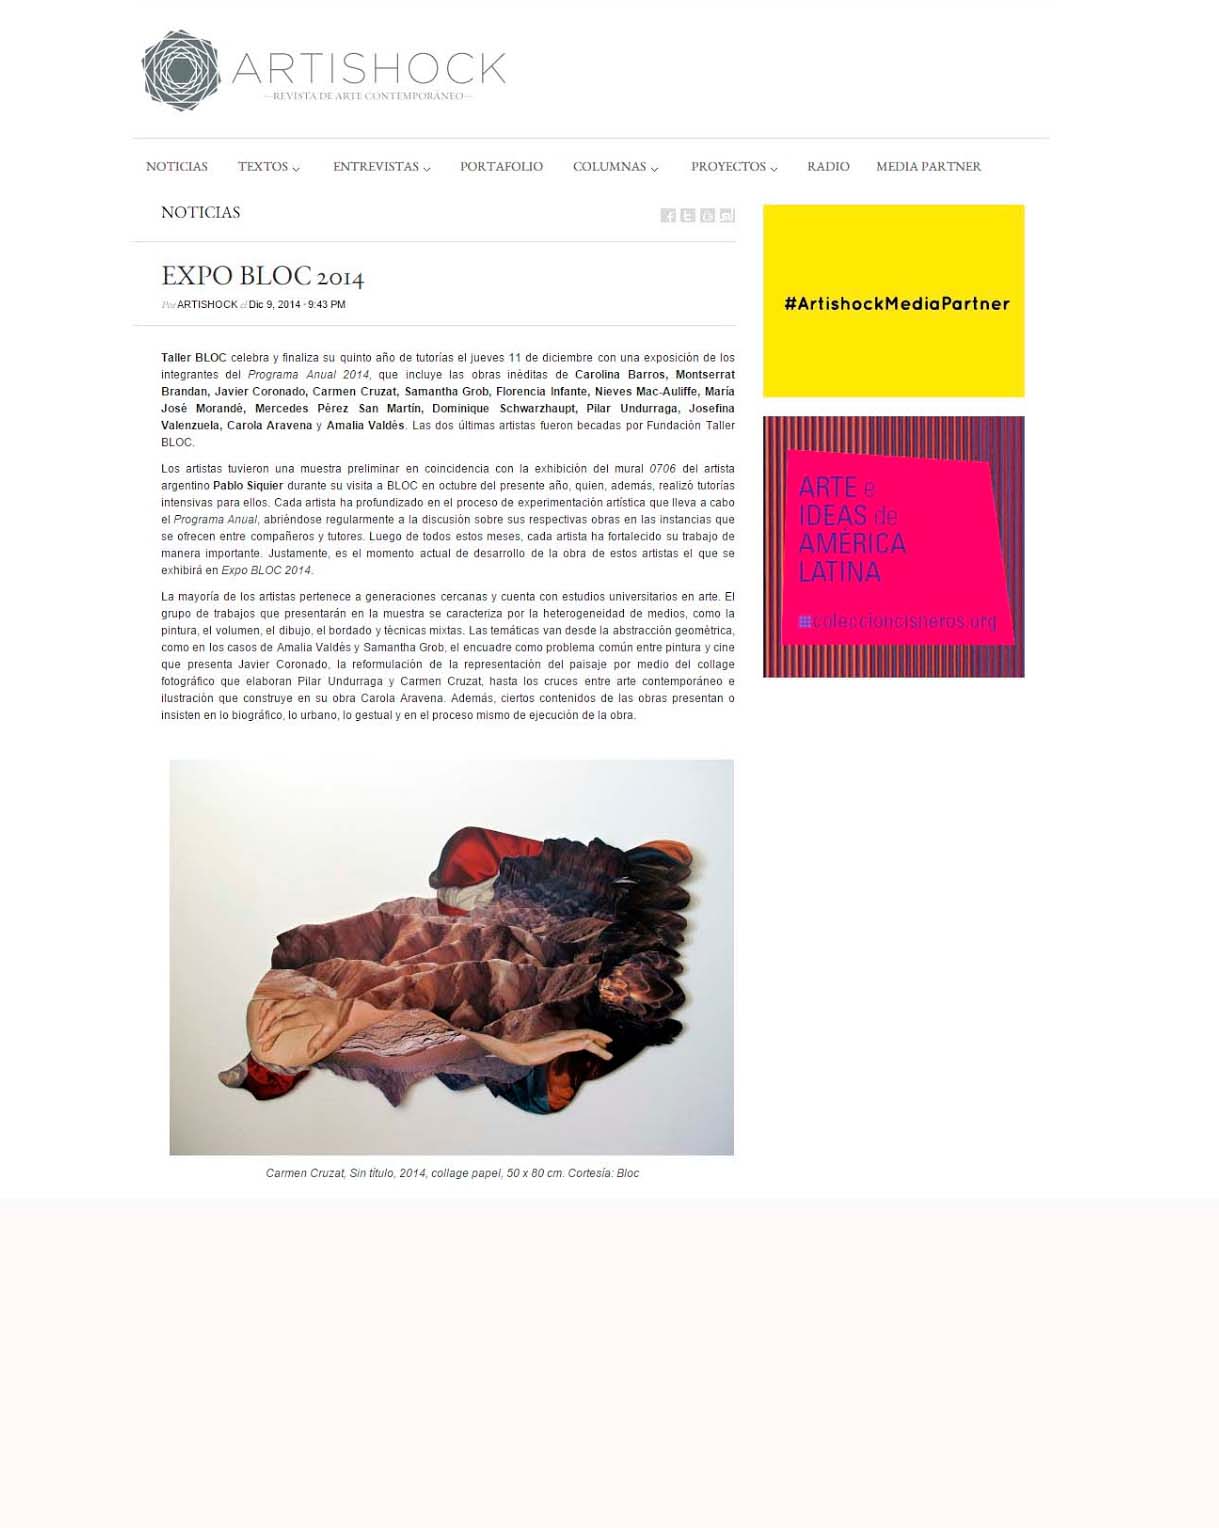 ARTISHOCK
—REVISTA DE ARTE CONTEMPORÁNEO—
NOTICIAS TEXTOS ENTREVISTAS PORTAFOLIO COLUMNAS PROYECTOS RADIO MEDIA PARTNER
NOTICIAS
EXPO BLOC 2014
Por ARTISHOCK el Dic 9, 2014 · 9:43 PM
Taller BLOC celebra y finaliza su quinto año de tutorías el jueves 11 de diciembre con una exposición de los
integrantes del Programa Anual 2014, que incluye las obras inéditas de Carolina Barros, Montserrat
Brandan, Javier Coronado, Carmen Cruzat, Samantha Grob, Florencia Infante, Nieves Mac-Auliffe, María
José Morandé, Mercedes Pérez San Martín, Dominique Schwarzhaupt, Pilar Undurraga, Josefina
Valenzuela, Carola Aravena y Amalia Valdés. Las dos últimas artistas fueron becadas por Fundación Taller
BLOC.
Los artistas tuvieron una muestra preliminar en coincidencia con la exhibición del mural 0706 del artista
argentino Pablo Siquier durante su visita a BLOC en octubre del presente año, quien, además, realizó tutorías
intensivas para ellos. Cada artista ha profundizado en el proceso de experimentación artística que lleva a cabo
el Programa Anual, abriéndose regularmente a la discusión sobre sus respectivas obras en las instancias que
se ofrecen entre compañeros y tutores. Luego de todos estos meses, cada artista ha fortalecido su trabajo de
manera importante. Justamente, es el momento actual de desarrollo de la obra de estos artistas el que se
exhibirá en Expo BLOC 2014.
La mayoría de los artistas pertenece a generaciones cercanas y cuenta con estudios universitarios en arte. El
grupo de trabajos que presentarán en la muestra se caracteriza por la heterogeneidad de medios, como la
pintura, el volumen, el dibujo, el bordado y técnicas mixtas. Las temáticas van desde la abstracción geométrica,
como en los casos de Amalia Valdés y Samantha Grob, el encuadre como problema común entre pintura y cine
que presenta Javier Coronado, la reformulación de la representación del paisaje por medio del collage
fotográfico que elaboran Pilar Undurraga y Carmen Cruzat, hasta los cruces entre arte contemporáneo e
ilustración que construye en su obra Carola Aravena. Además, ciertos contenidos de las obras presentan o
insisten en lo biográfico, lo urbano, lo gestual y en el proceso mismo de ejecución de la obra.
Carmen Cruzat, Sin título, 2014, collage papel, 50 x 80 cm. Cortesía: Bloc
#ArtishockMediaPartner
ARTE e
IDEAS de
AMÉRICA
LATINA
#coleccioncisneros.org